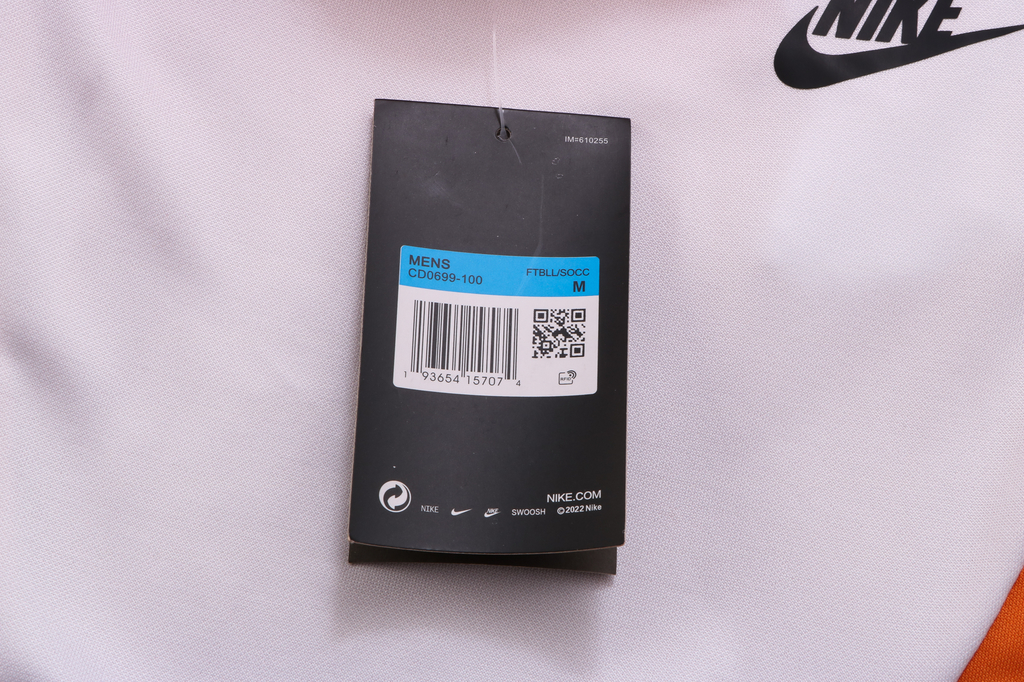 NIKE
IM#610255
MENS
CD0699-100
FTBLL/SOCC
M
1 93654 15707 4
RFID
NIKE.COM
NIKE
NIKE
SWOOSH
©2022 Nike